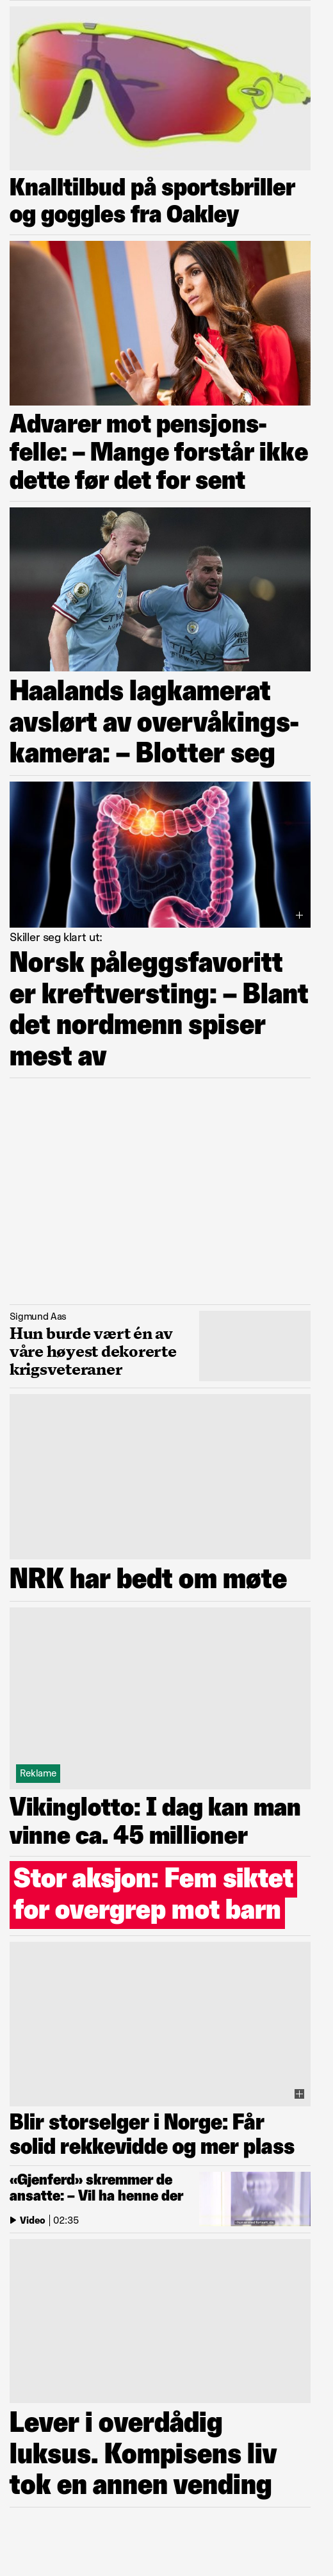 Knalltilbud på sportsbriller
og goggles fra Oakley
Advarer mot pensjons-
felle: – Mange forstår ikke
dette før det for sent
Haalands lagkamerat
avslørt av overvåkings-
kamera: – Blotter seg
Skiller seg klart ut:
Norsk påleggsfavoritt
er kreftversting: – Blant
det nordmenn spiser
mest av
Sigmund Aas
Hun burde vært én av
våre høyest dekorerte
krigsveteraner
NRK har bedt om møte
Reklame
Vikinglotto: I dag kan man
vinne ca. 45 millioner
Stor aksjon: Fem siktet
for overgrep mot barn
Blir storselger i Norge: Får
solid rekkevidde og mer plass
«Gjenferd» skremmer de
ansatte: – Vil ha henne der
Video | 02:35
Lever i overdådig
luksus. Kompisens liv
tok en annen vending